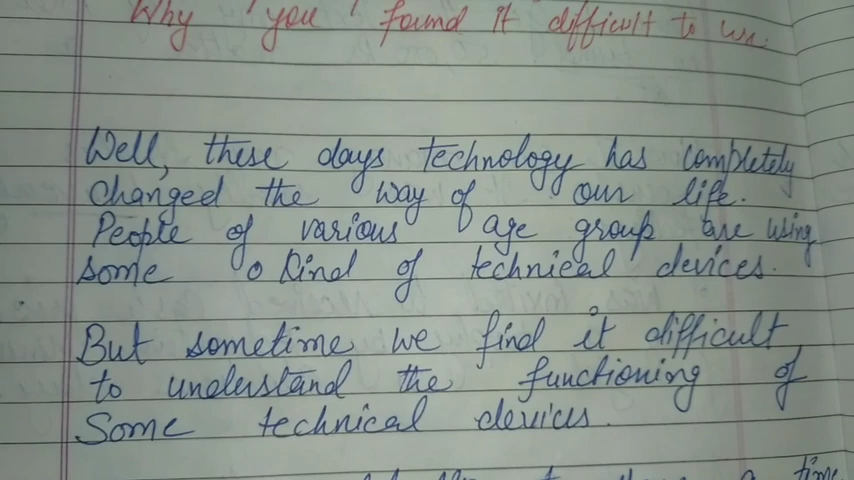 Why 'you' found it difficult to
Well, these days technology has completely
changed the way of our life.
People of various age group are using
some kind of technical devices.
But sometime we find it difficult
to understand the functioning of
Some technical devices.
a time